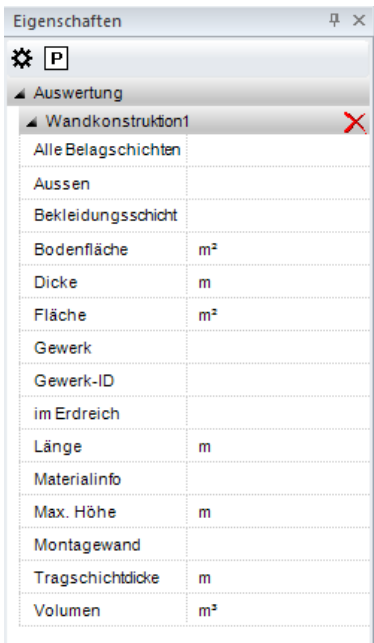 Eigenschaften
P
Auswertung
Wandkonstruktion1
Alle Belagschichten
Aussen
Bekleidungsschicht
Bodenfläche m²
Dicke m
Fläche m²
Gewerk
Gewerk-ID
im Erdreich
Länge m
Materialinfo
Max. Höhe m
Montagewand
Tragschichtdicke m
Volumen m³